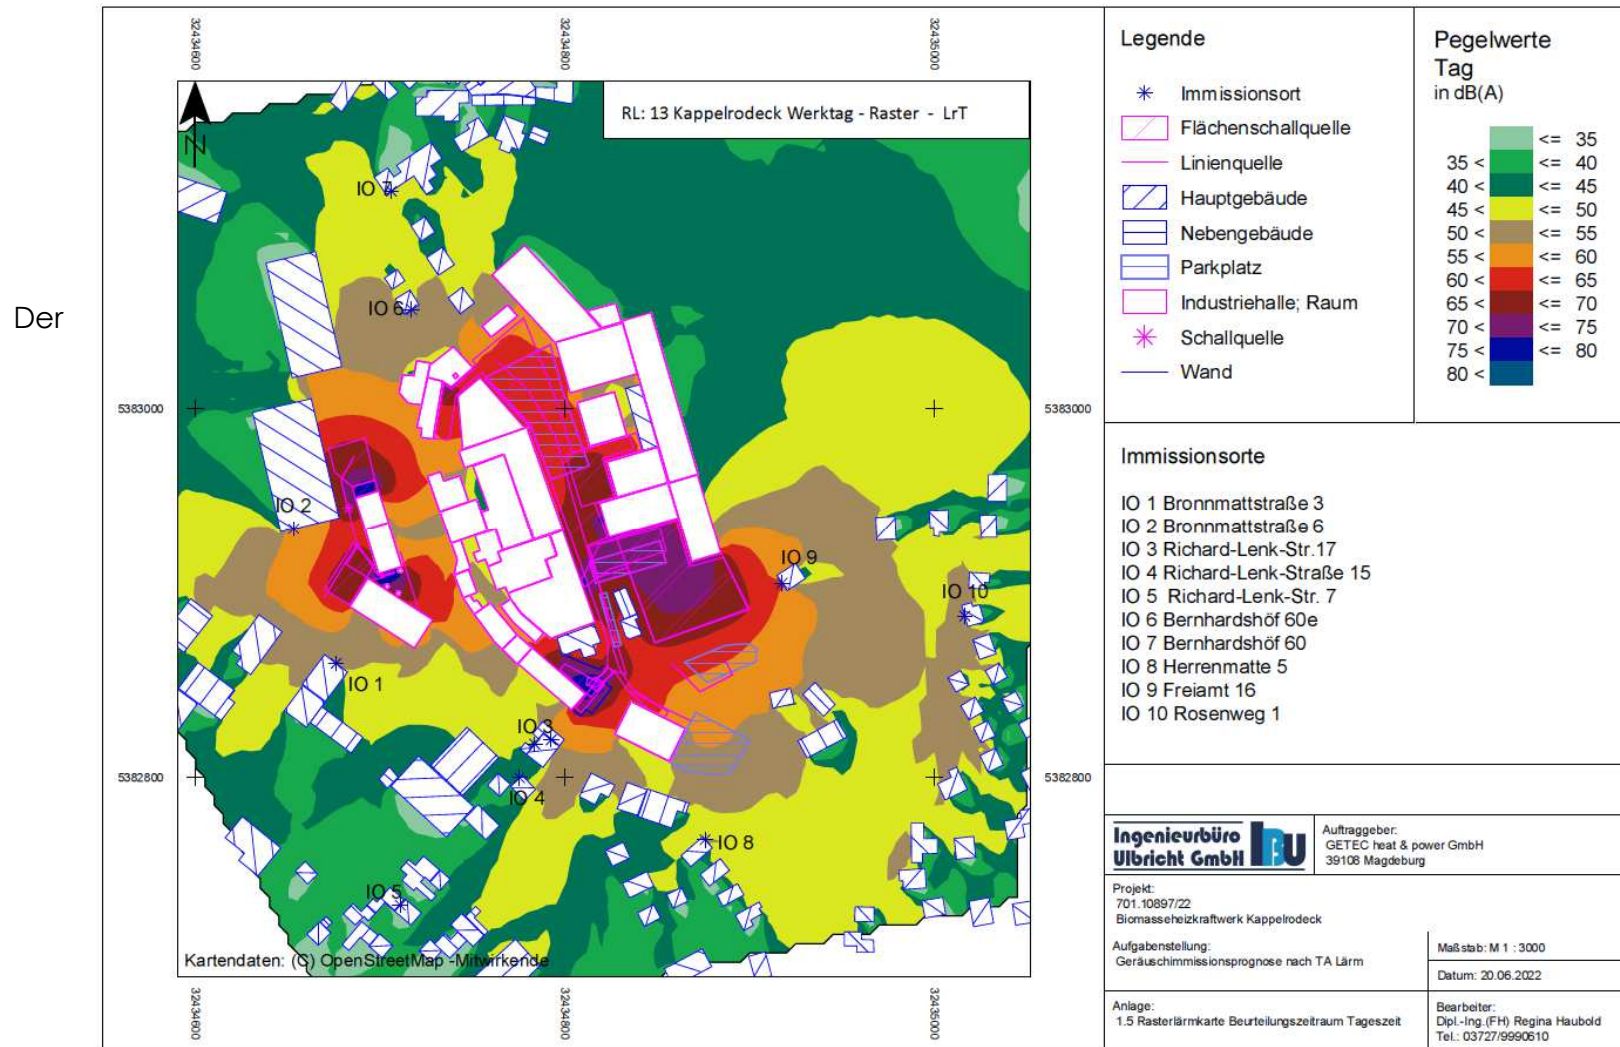 Der
32434600
32434800
32435000
RL: 13 Kappelrodeck Werktag - Raster - LrT
N
5383000
5383000
5382800
5382800
IO 7
IO 6
IO 2
IO 9
IO 10
IO 1
IO 3
IO 4
IO 8
IO 5
Kartendaten: (C) OpenStreetMap -Mitwirkende
32434600
32434800
32435000
Legende
Immissionsort
Flächenschallquelle
Linienquelle
Hauptgebäude
Nebengebäude
Parkplatz
Industriehalle; Raum
Schallquelle
Wand
Pegelwerte
Tag
in dB(A)
<= 35
35 < <= 40
40 < <= 45
45 < <= 50
50 < <= 55
55 < <= 60
60 < <= 65
65 < <= 70
70 < <= 75
75 < <= 80
80 <
Immissionsorte
IO 1 Bronnmattstraße 3
IO 2 Bronnmattstraße 6
IO 3 Richard-Lenk-Str.17
IO 4 Richard-Lenk-Straße 15
IO 5 Richard-Lenk-Str. 7
IO 6 Bernhardshöf 60e
IO 7 Bernhardshöf 60
IO 8 Herrenmatte 5
IO 9 Freiamt 16
IO 10 Rosenweg 1
Ingenieurbüro
Ulbricht GmbH
IBU
Auftraggeber:
GETEC heat & power GmbH
39108 Magdeburg
Projekt:
701.10897/22
Biomasseheizkraftwerk Kappelrodeck
Aufgabenstellung:
Geräuschimmissionsprognose nach TA Lärm
Maßstab: M 1 : 3000
Datum: 20.06.2022
Anlage:
1.5 Rasterlärmkarte Beurteilungszeitraum Tageszeit
Bearbeiter:
Dipl.-Ing.(FH) Regina Haubold
Tel.: 03727/9990610